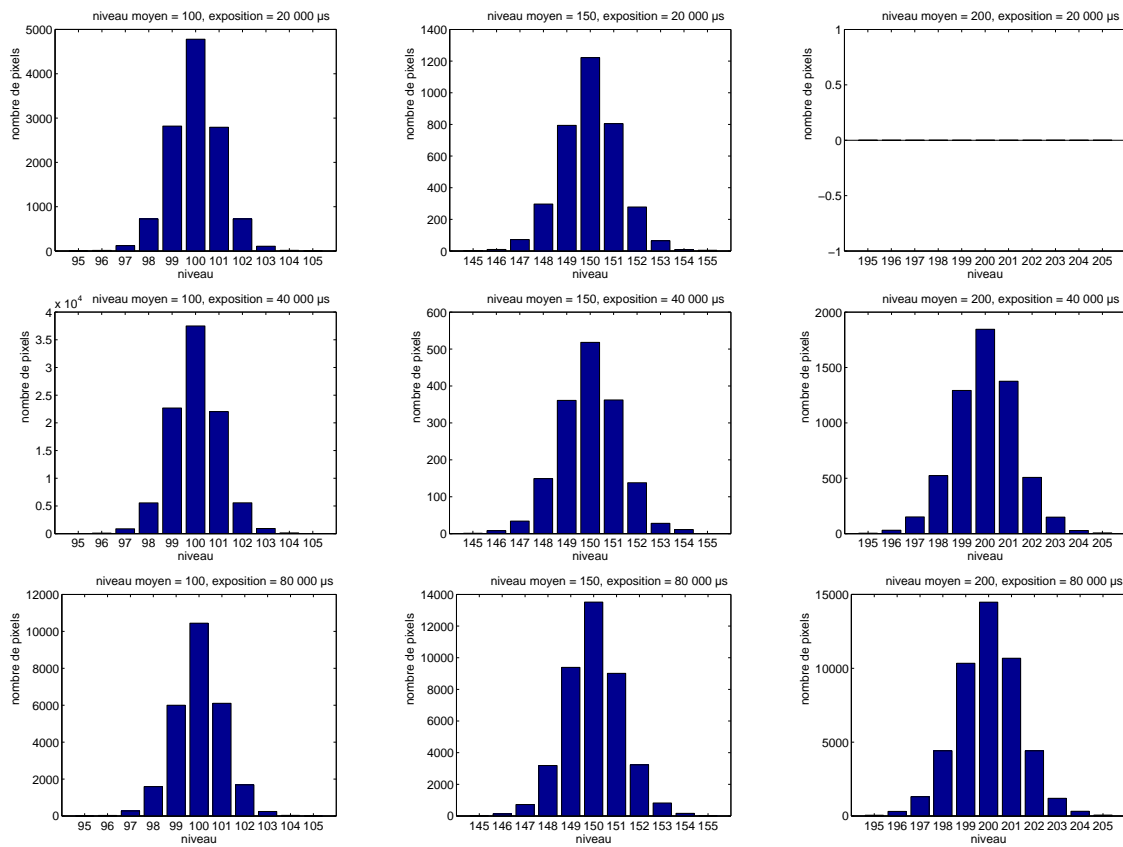 niveau moyen = 100, exposition = 20 000 µs
nombre de pixels
5000
4000
3000
2000
1000
0
95 96 97 98 99 100 101 102 103 104 105
niveau
niveau moyen = 150, exposition = 20 000 µs
nombre de pixels
1400
1200
1000
800
600
400
200
0
145 146 147 148 149 150 151 152 153 154 155
niveau
niveau moyen = 200, exposition = 20 000 µs
nombre de pixels
1
0.5
0
−0.5
−1
195 196 197 198 199 200 201 202 203 204 205
niveau
niveau moyen = 100, exposition = 40 000 µs
x 10⁴
nombre de pixels
4
3.5
3
2.5
2
1.5
1
0.5
0
95 96 97 98 99 100 101 102 103 104 105
niveau
niveau moyen = 150, exposition = 40 000 µs
nombre de pixels
600
500
400
300
200
100
0
145 146 147 148 149 150 151 152 153 154 155
niveau
niveau moyen = 200, exposition = 40 000 µs
nombre de pixels
2000
1500
1000
500
0
195 196 197 198 199 200 201 202 203 204 205
niveau
niveau moyen = 100, exposition = 80 000 µs
nombre de pixels
12000
10000
8000
6000
4000
2000
0
95 96 97 98 99 100 101 102 103 104 105
niveau
niveau moyen = 150, exposition = 80 000 µs
nombre de pixels
14000
12000
10000
8000
6000
4000
2000
0
145 146 147 148 149 150 151 152 153 154 155
niveau
niveau moyen = 200, exposition = 80 000 µs
nombre de pixels
15000
10000
5000
0
195 196 197 198 199 200 201 202 203 204 205
niveau